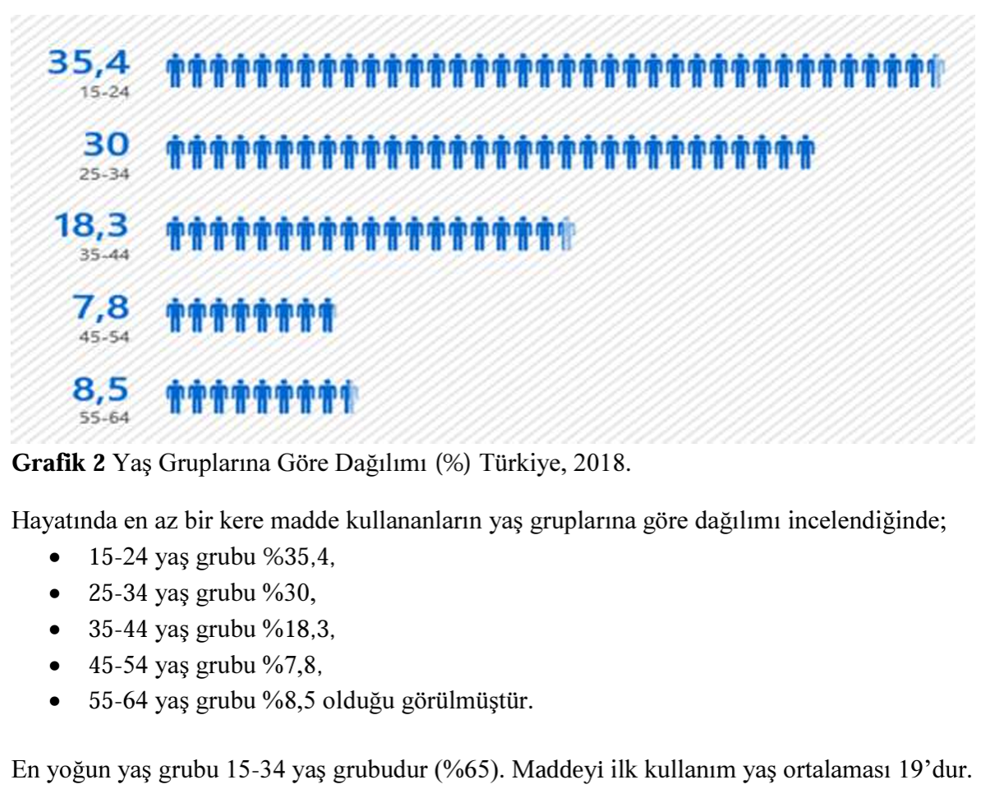 35,4
15-24
30
25-34
18,3
35-44
7,8
45-54
8,5
55-64
Grafik 2 Yaş Gruplarına Göre Dağılımı (%) Türkiye, 2018.
Hayatında en az bir kere madde kullananların yaş gruplarına göre dağılımı incelendiğinde;
• 15-24 yaş grubu %35,4,
• 25-34 yaş grubu %30,
• 35-44 yaş grubu %18,3,
• 45-54 yaş grubu %7,8,
• 55-64 yaş grubu %8,5 olduğu görülmüştür.
En yoğun yaş grubu 15-34 yaş grubudur (%65). Maddeyi ilk kullanım yaş ortalaması 19’dur.